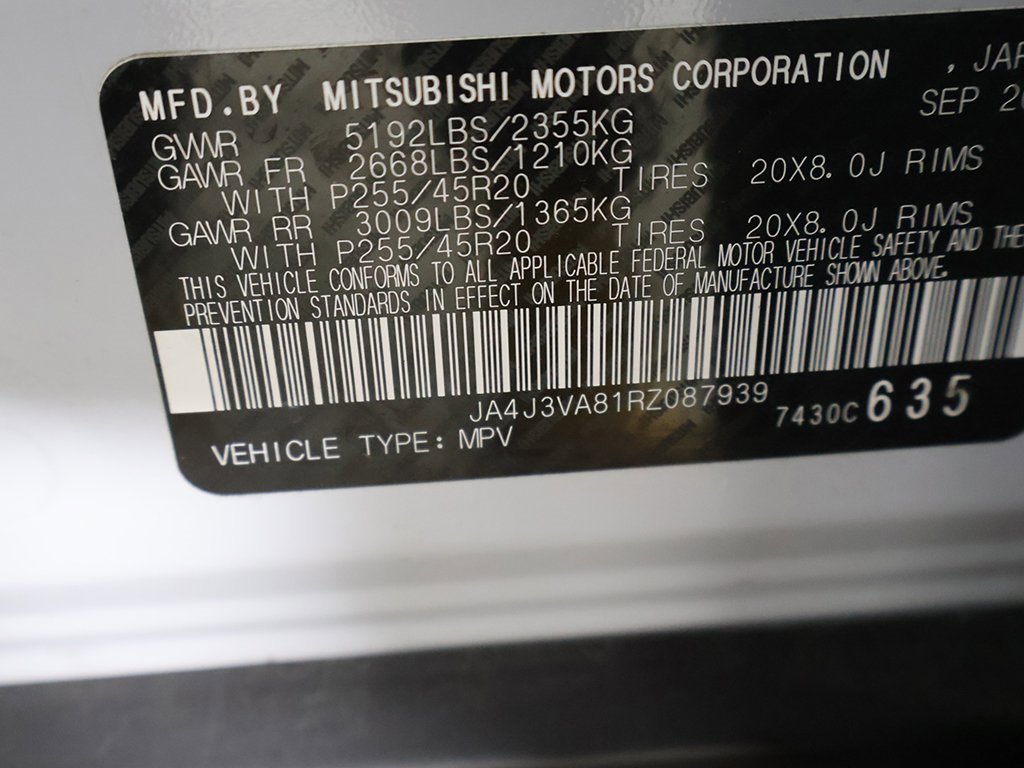 MFD.BY MITSUBISHI MOTORS CORPORATION , JAP
SEP 20
GVWR 5192LBS/2355KG
GAWR FR 2668LBS/1210KG
WITH P255/45R20 TIRES 20X8.0J RIMS
GAWR RR 3009LBS/1365KG
WITH P255/45R20 TIRES 20X8.0J RIMS
THIS VEHICLE CONFORMS TO ALL APPLICABLE FEDERAL MOTOR VEHICLE SAFETY AND THE
PREVENTION STANDARDS IN EFFECT ON THE DATE OF MANUFACTURE SHOWN ABOVE.
JA4J3VA81RZ087939 7430C 635
VEHICLE TYPE: MPV